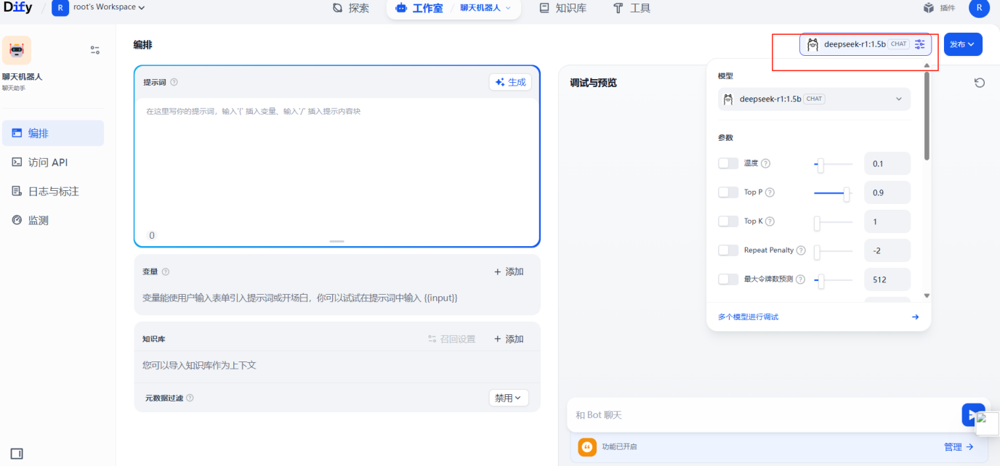 Dify / R root's Workspace 探索 工作室 / 聊天机器人 知识库 工具 插件 R
聊天机器人
聊天助手
编排
访问 API
日志与标注
监测
编排
deepseek-r1:1.5b CHAT
发布
提示词
生成
在这里写你的提示词，输入'{' 插入变量、输入'/' 插入提示内容块
0
变量
+ 添加
变量能使用户输入表单引入提示词或开场白，你可以试试在提示词中输入 {{input}}
知识库
召回设置
+ 添加
您可以导入知识库作为上下文
元数据过滤
禁用
调试与预览
模型
deepseek-r1:1.5b CHAT
参数
温度 0.1
Top P 0.9
Top K 1
Repeat Penalty -2
最大令牌数预测 512
多个模型进行调试
和 Bot 聊天
功能已开启
管理